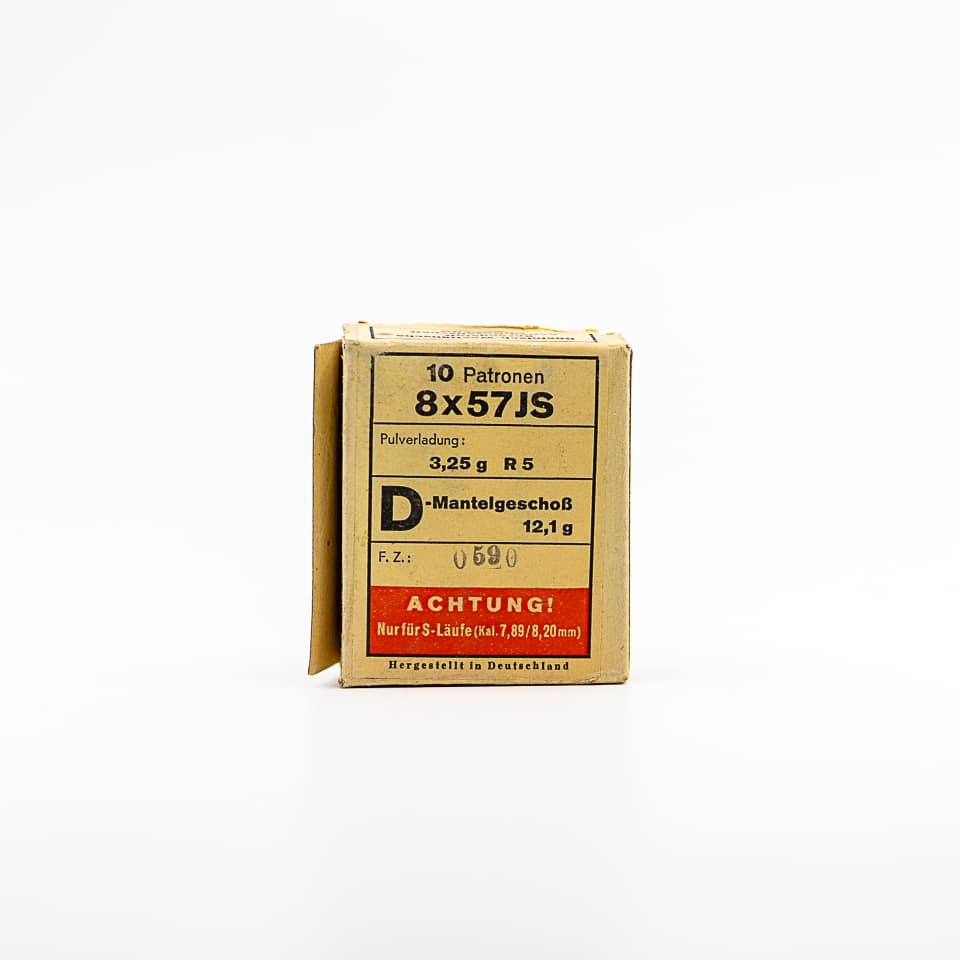 10 Patronen
8x57JS
Pulverladung:
3,25 g R 5
D-Mantelgeschoß
12,1 g
F. Z.: 0590
ACHTUNG!
Nur für S-Läufe (Kal. 7,89/8,20 mm)
Hergestellt in Deutschland